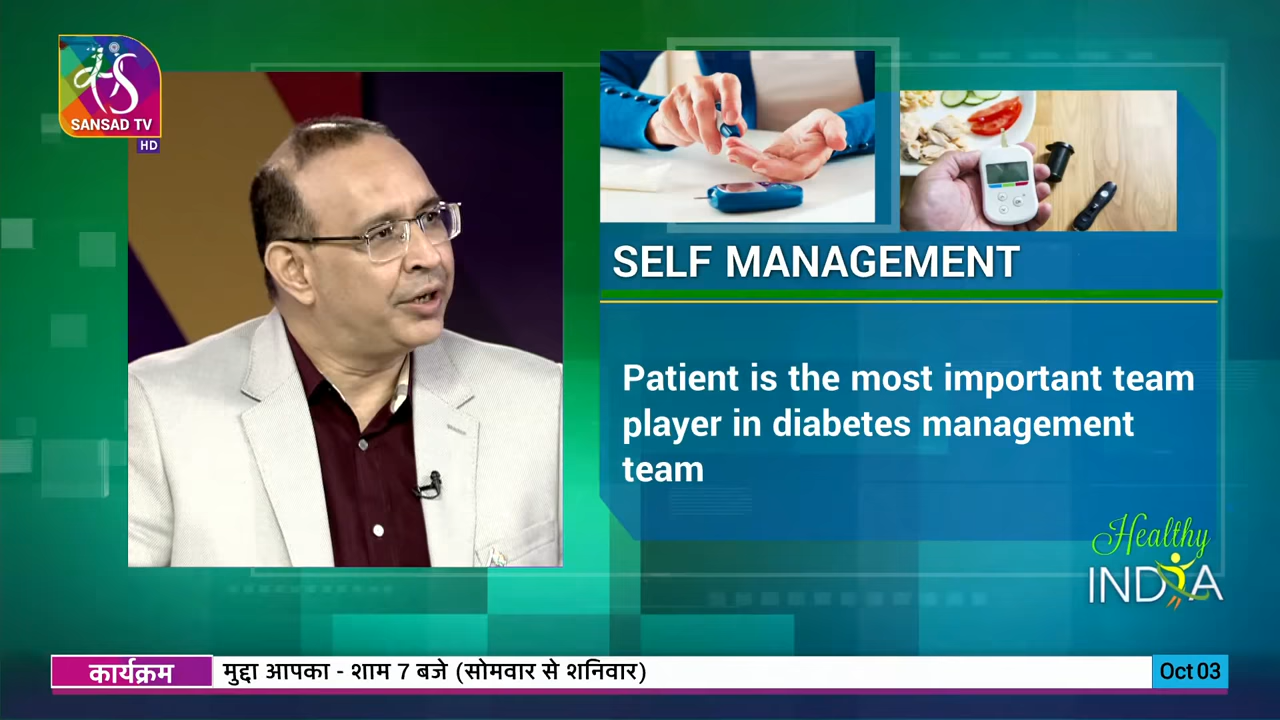 SANSAD TV
HD
SELF MANAGEMENT
Patient is the most important team
player in diabetes management
team
Healthy
INDIA
कार्यक्रम
मुद्दा आपका - शाम 7 बजे (सोमवार से शनिवार)
Oct 03